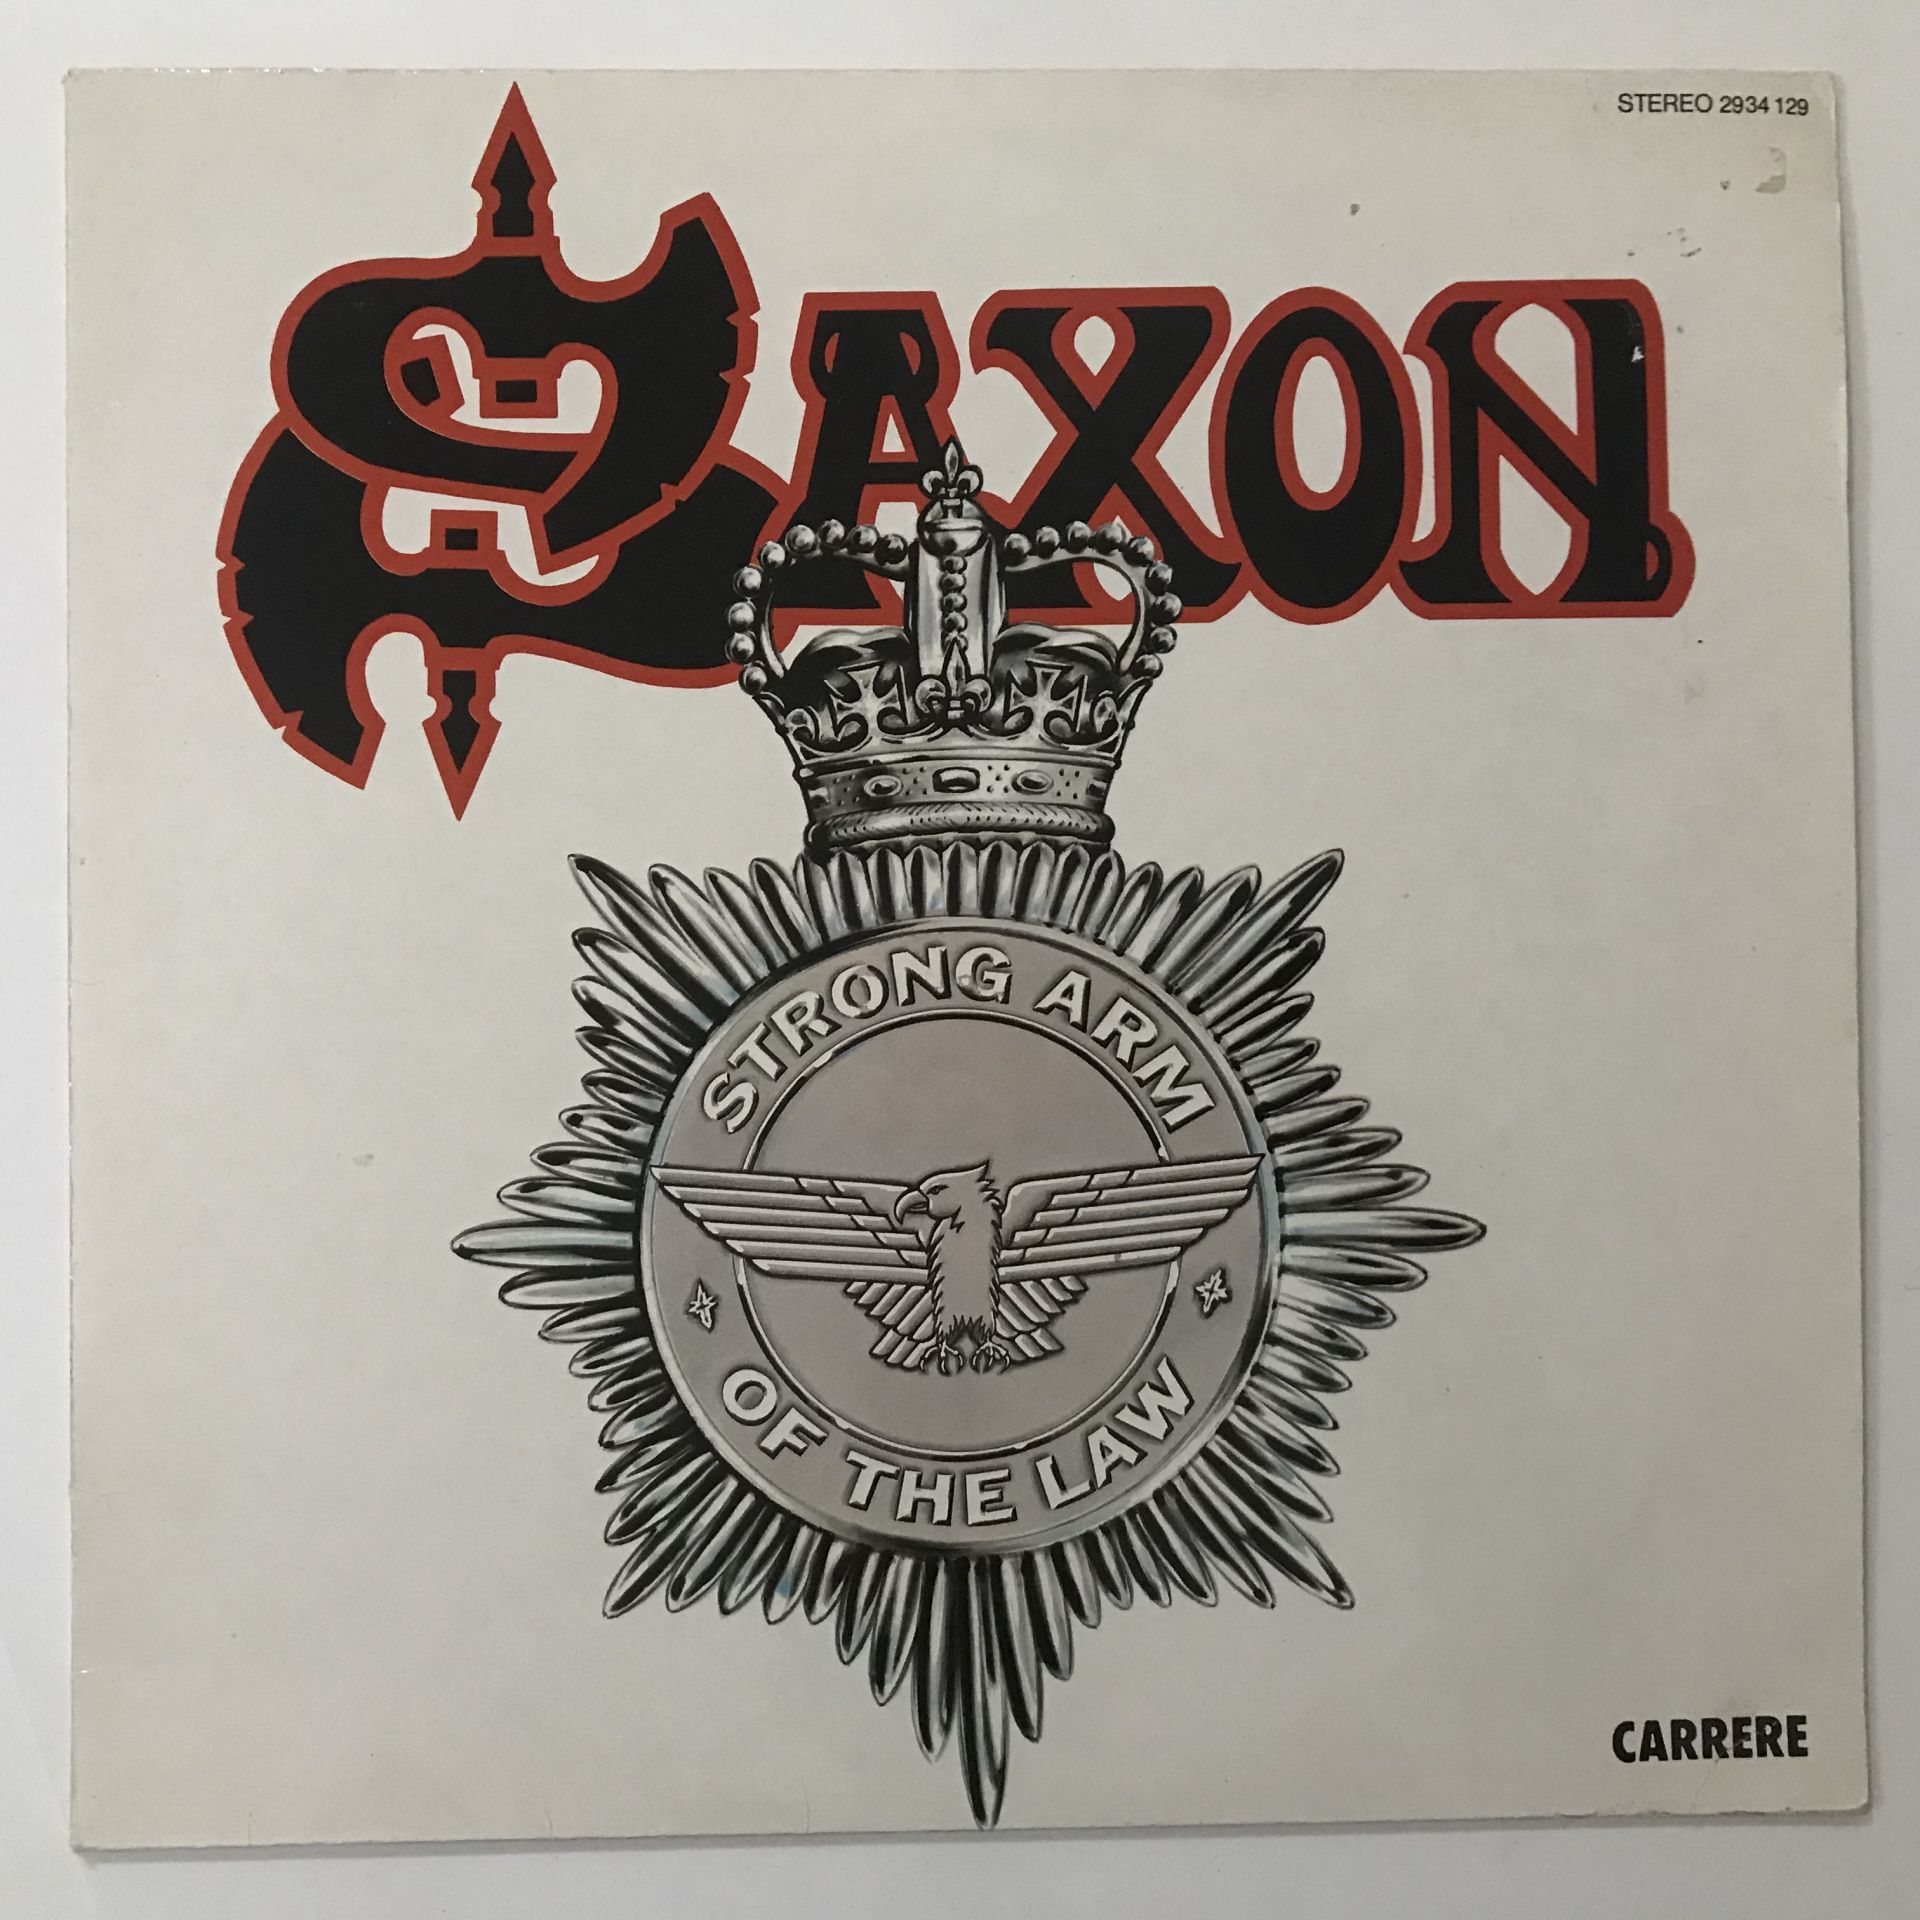 STEREO 2934 129
SAXON
STRONG ARM
OF THE LAW
CARRERE